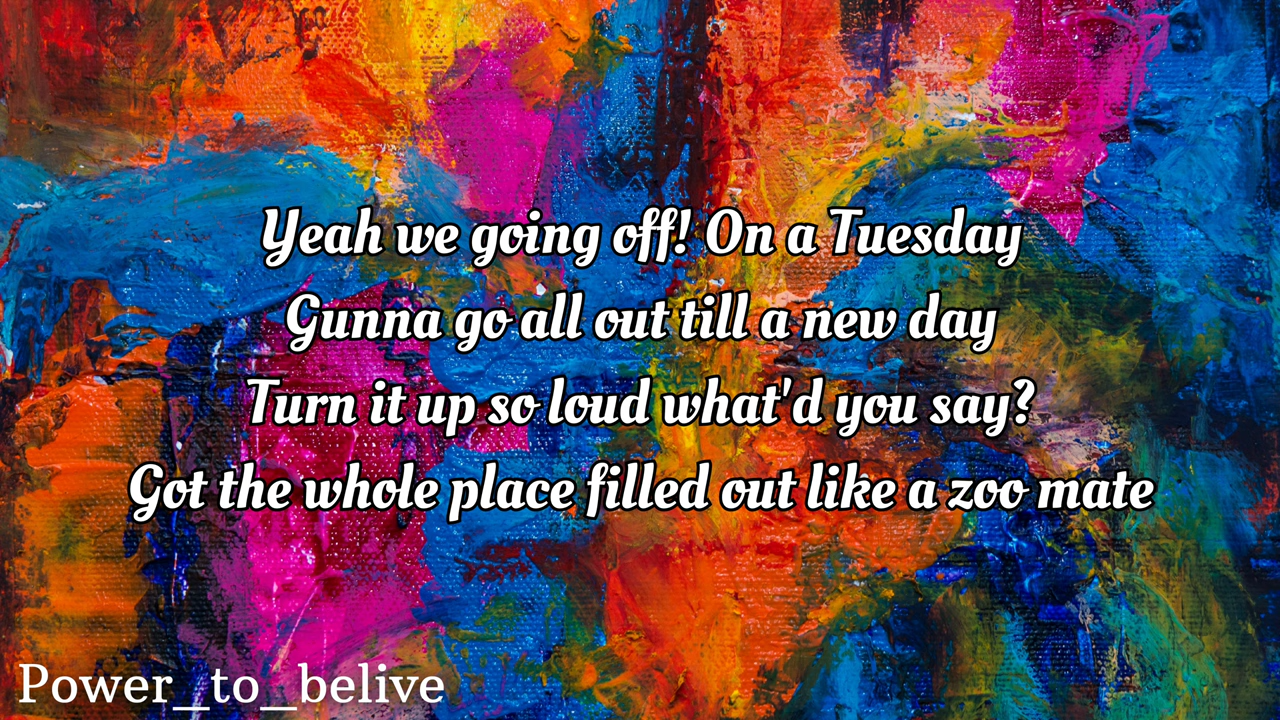 Yeah we going off! On a Tuesday
Gunna go all out till a new day
Turn it up so loud what'd you say?
Got the whole place filled out like a zoo mate
Power_to_belive